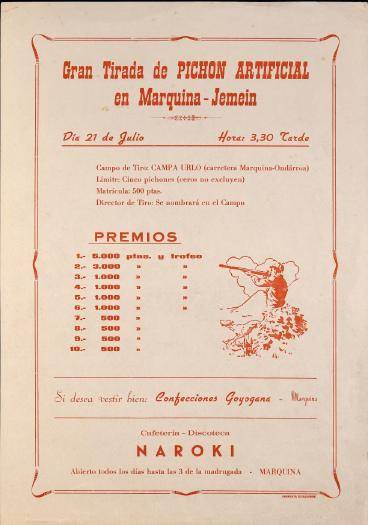 Gran Tirada de PICHON ARTIFICIAL
en Marquina-Jemein
Día 21 de Julio Hora: 3,30 Tarde
Campo de Tiro: CAMPA URLO (carretera Marquina-Ondárroa)
Límite: Cinco pichones (ceros no excluyen)
Matrícula: 500 ptas.
Director de Tiro: Se nombrará en el Campo
PREMIOS
1.- 5.000 ptas. y trofeo
2.- 3.000 » »
3.- 1.000 » »
4.- 1.000 » »
5.- 1.000 » »
6.- 1.000 » »
7.- 500 »
8.- 500 »
9.- 500 »
10.- 500 »
Si desea vestir bien: Confecciones Goyogana - Marquina
Cafetería - Discoteca
NAROKI
Abierto todos los días hasta las 3 de la madrugada - MARQUINA